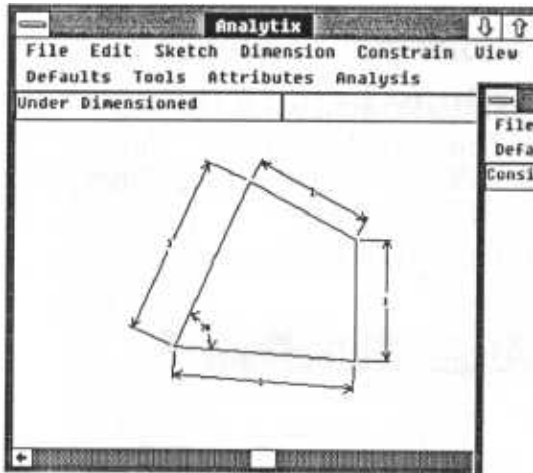 Analytix
File Edit Sketch Dimension Constrain View
Defaults Tools Attributes Analysis
Under Dimensioned
File
Defa
Consi